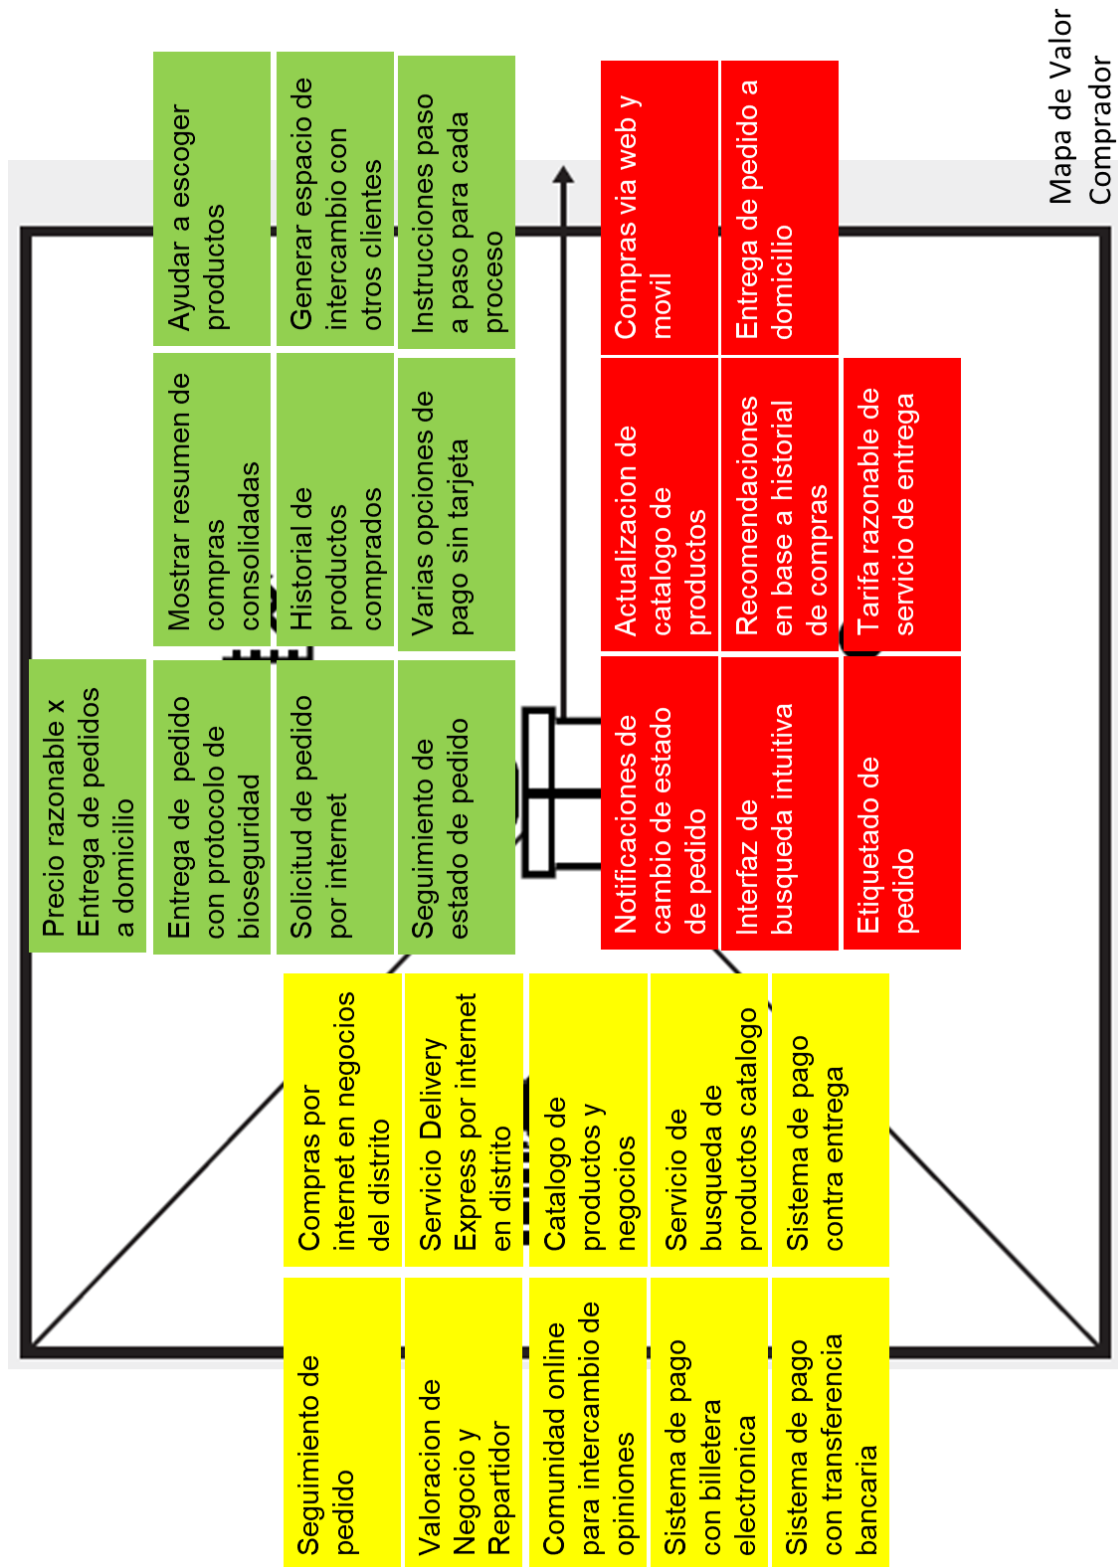 Seguimiento de
pedido
Compras por
internet en negocios
del distrito
Valoracion de
Negocio y
Repartidor
Servicio Delivery
Express por internet
en distrito
Comunidad online
para intercambio de
opiniones
Catalogo de
productos y
negocios
Sistema de pago
con billetera
electronica
Servicio de
busqueda de
productos catalogo
Sistema de pago
con transferencia
bancaria
Sistema de pago
contra entrega
Precio razonable x
Entrega de pedidos
a domicilio
Entrega de pedido
con protocolo de
bioseguridad
Mostrar resumen de
compras
consolidadas
Ayudar a escoger
productos
Solicitud de pedido
por internet
Historial de
productos
comprados
Generar espacio de
intercambio con
otros clientes
Seguimiento de
estado de pedido
Varias opciones de
pago sin tarjeta
Instrucciones paso
a paso para cada
proceso
Notificaciones de
cambio de estado
de pedido
Actualizacion de
catalogo de
productos
Compras via web y
movil
Interfaz de
busqueda intuitiva
Recomendaciones
en base a historial
de compras
Entrega de pedido a
domicilio
Etiquetado de
pedido
Tarifa razonable de
servicio de entrega
Mapa de Valor
Comprador